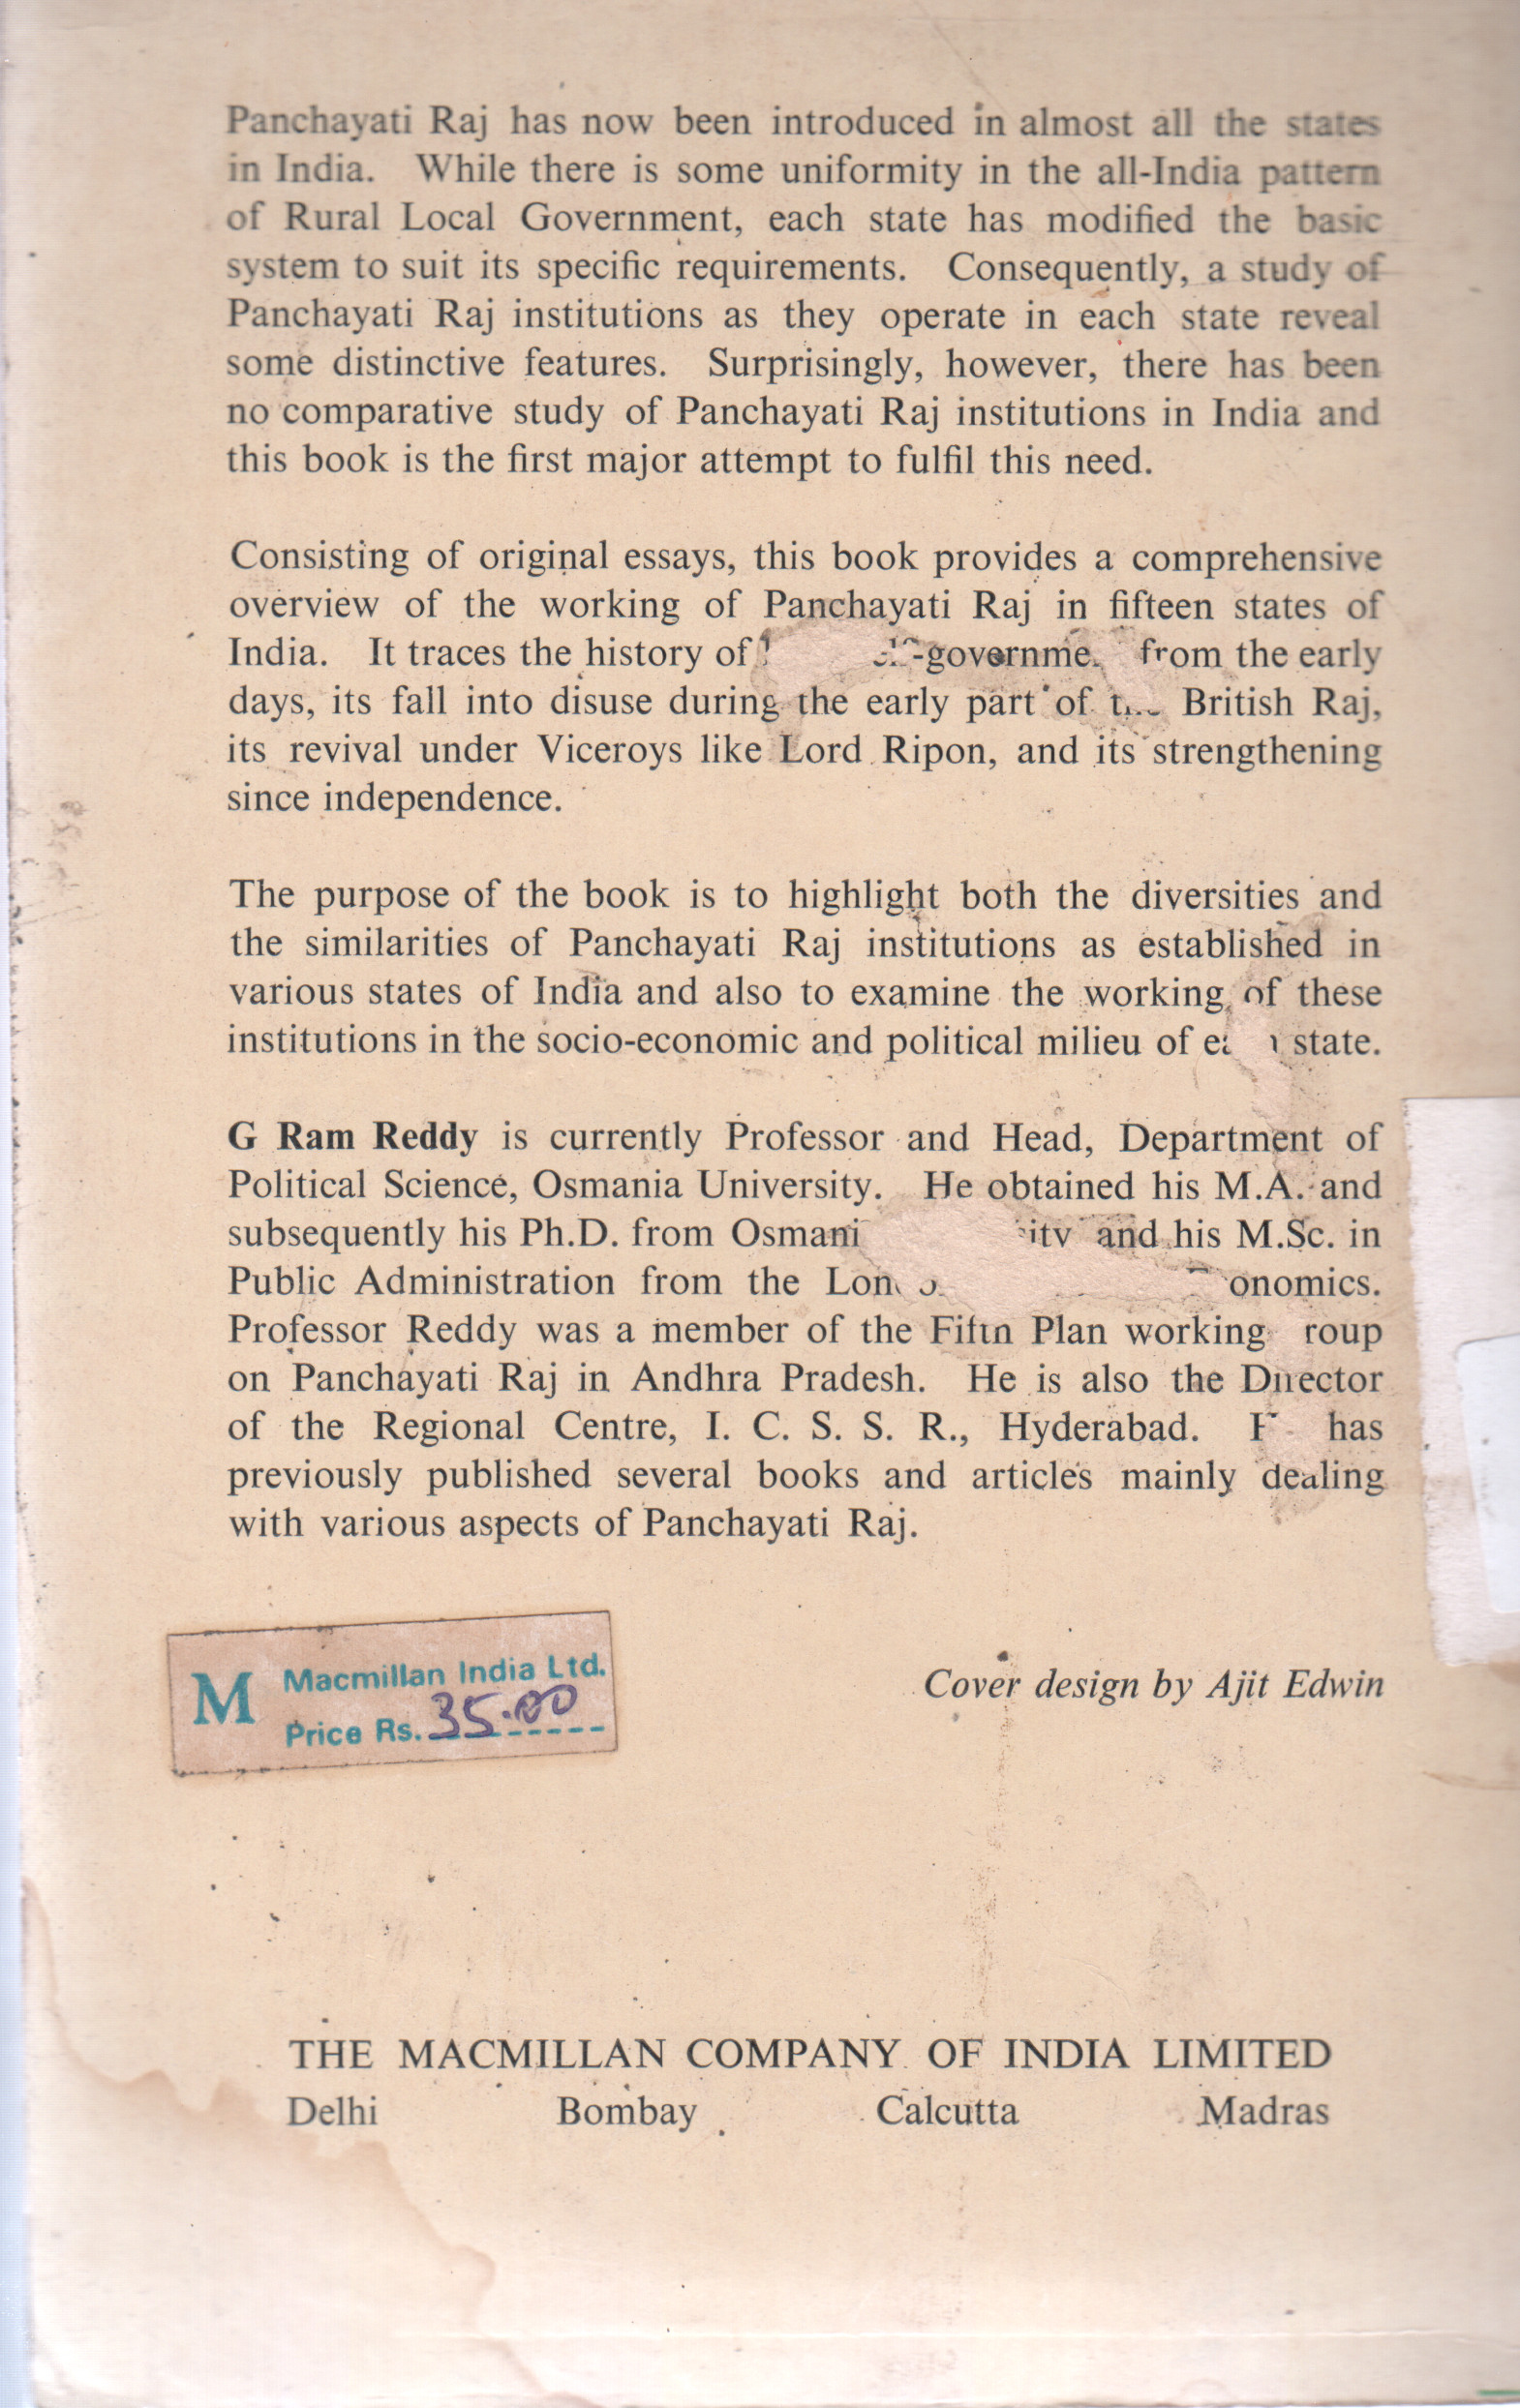 Panchayati Raj has now been introduced in almost all the states
in India. While there is some uniformity in the all-India pattern
of Rural Local Government, each state has modified the basic
system to suit its specific requirements. Consequently, a study of
Panchayati Raj institutions as they operate in each state reveal
some distinctive features. Surprisingly, however, there has been
no comparative study of Panchayati Raj institutions in India and
this book is the first major attempt to fulfil this need.
Consisting of original essays, this book provides a comprehensive
overview of the working of Panchayati Raj in fifteen states of
India. It traces the history of from the early
days, its fall into disuse during the early part of British Raj,
its revival under Viceroys like Lord Ripon, and its strengthening
since independence.
The purpose of the book is to highlight both the diversities and
the similarities of Panchayati Raj institutions as established in
various states of India and also to examine the working of these
institutions in the socio-economic and political milieu of state.
G Ram Reddy is currently Professor and Head, Department of
Political Science, Osmania University. He obtained his M.A. and
subsequently his Ph.D. from and his M.Sc. in
Public Administration from the
Professor Reddy was a member of the Fifth Plan working
on Panchayati Raj in Andhra Pradesh. He is also the Director
of the Regional Centre, I. C. S. S. R., Hyderabad. has
previously published several books and articles mainly dealing
with various aspects of Panchayati Raj.
M Macmillan India Ltd.
Price Rs. 35.00
Cover design by Ajit Edwin
THE MACMILLAN COMPANY OF INDIA LIMITED
Delhi Bombay Calcutta Madras